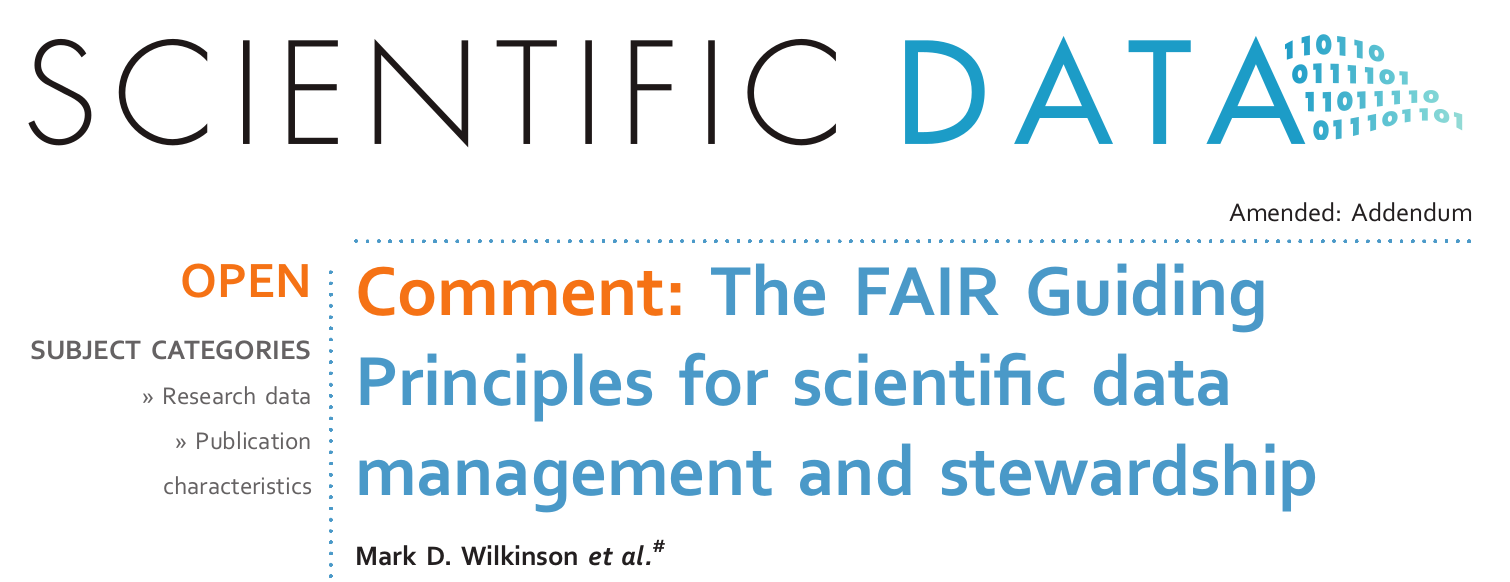 SCIENTIFIC DATA
110110
0111101
11011110
011101101
Amended: Addendum
OPEN
SUBJECT CATEGORIES
» Research data
» Publication
characteristics
Comment: The FAIR Guiding
Principles for scientific data
management and stewardship
Mark D. Wilkinson et al.#